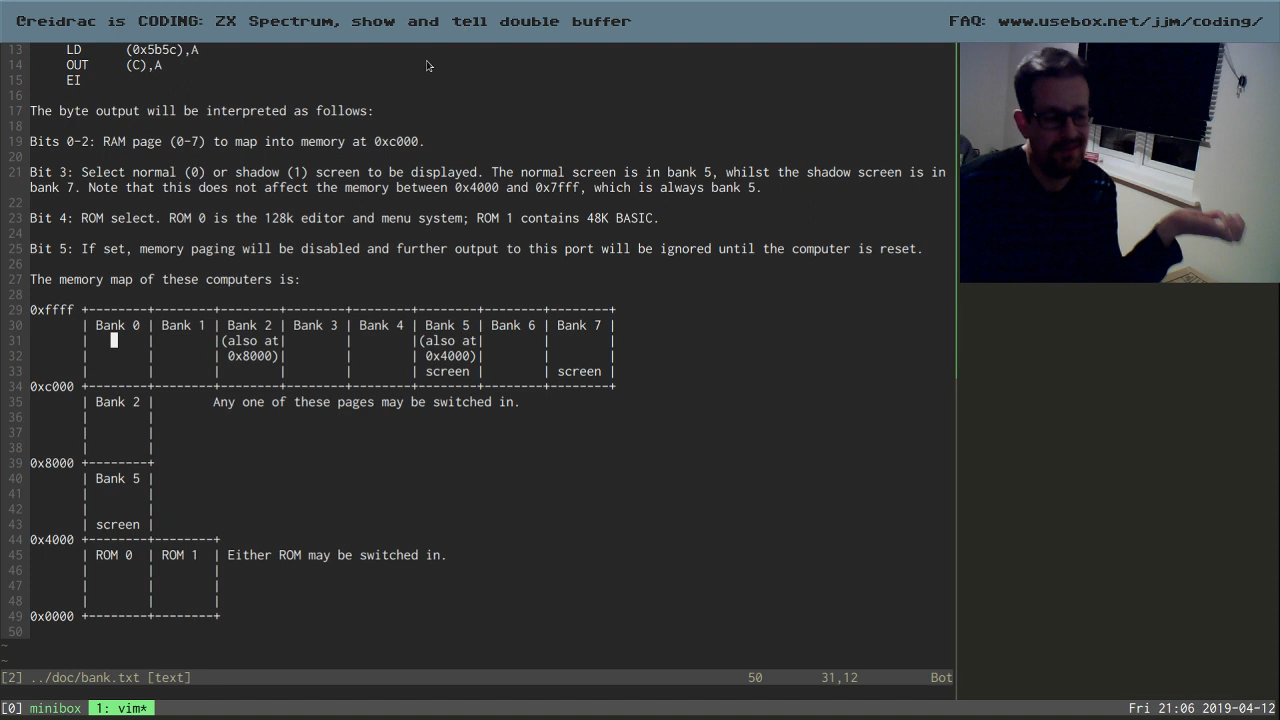 @reidrac is CODING: ZX Spectrum, show and tell double buffer FAQ: www.usebox.net/jjm/coding/
13 LD (0x5b5c),A
14 OUT (C),A
15 EI
16
17 The byte output will be interpreted as follows:
18
19 Bits 0-2: RAM page (0-7) to map into memory at 0xc000.
20
21 Bit 3: Select normal (0) or shadow (1) screen to be displayed. The normal screen is in bank 5, whilst the shadow screen is in
bank 7. Note that this does not affect the memory between 0x4000 and 0x7fff, which is always bank 5.
22
23 Bit 4: ROM select. ROM 0 is the 128k editor and menu system; ROM 1 contains 48K BASIC.
24
25 Bit 5: If set, memory paging will be disabled and further output to this port will be ignored until the computer is reset.
26
27 The memory map of these computers is:
28
29 0xffff +--------+--------+--------+--------+--------+--------+--------+--------+
30 | Bank 0 | Bank 1 | Bank 2 | Bank 3 | Bank 4 | Bank 5 | Bank 6 | Bank 7 |
31 | | |(also at| | |(also at| | |
32 | | | 0x8000)| | | 0x4000)| | |
33 | | | | | | screen | | screen |
34 0xc000 +--------+--------+--------+--------+--------+--------+--------+--------+
35 | Bank 2 | Any one of these pages may be switched in.
36 | |
37 | |
38 | |
39 0x8000 +--------+
40 | Bank 5 |
41 | |
42 | |
43 | screen |
44 0x4000 +--------+--------+
45 | ROM 0 | ROM 1 | Either ROM may be switched in.
46 | | |
47 | | |
48 | | |
49 0x0000 +--------+--------+
50
~
~
[2] ../doc/bank.txt [text] 50 31,12 Bot
[0] minibox 1: vim* Fri 21:06 2019-04-12